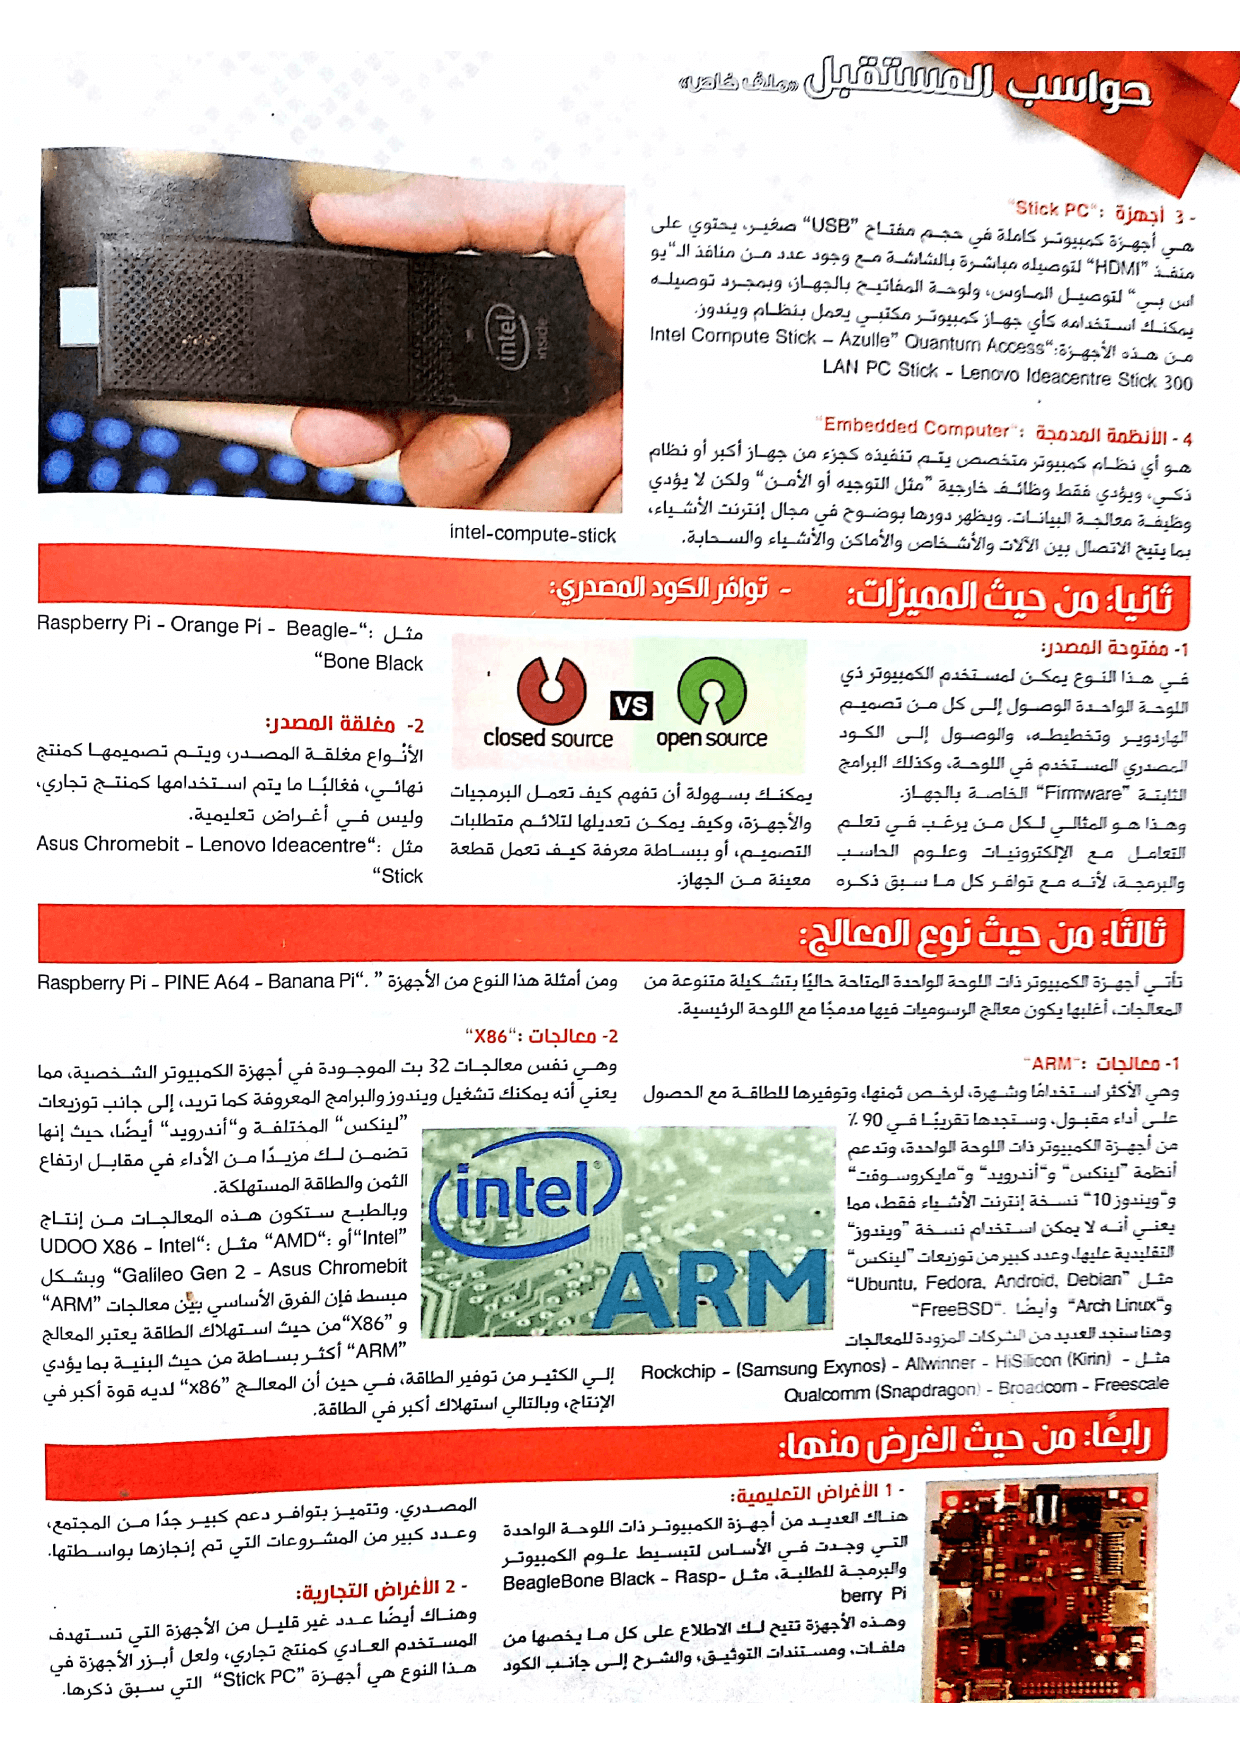 حواسب المستقبل «ملف خاص»
3 - أجهزة "Stick PC":
هي أجهزة كمبيوتر كاملة في حجم مفتاح "USB" صغير، يحتوي على
منفذ "HDMI" لتوصيله مباشرة بالشاشة مع وجود عدد من منافذ الـ"يو
اس بي" لتوصيل الماوس، ولوحة المفاتيح بالجهاز، وبمجرد توصيله
يمكنك استخدامه كأي جهاز كمبيوتر مكتبي يعمل بنظام ويندوز.
من هذه الأجهزة:"Intel Compute Stick – Azulle" Quantum Access
LAN PC Stick - Lenovo Ideacentre Stick 300
4 - الأنظمة المدمجة :"Embedded Computer"
هو أي نظام كمبيوتر متخصص يتم تنفيذه كجزء من جهاز أكبر أو نظام
ذكي، ويؤدي فقط وظائف خارجية "مثل التوجيه أو الأمن" ولكن لا يؤدي
وظيفة معالجة البيانات. ويظهر دورها بوضوح في مجال إنترنت الأشياء،
بما يتيح الاتصال بين الآلات والأشخاص والأماكن والأشياء والسحابة.
intel inside
intel-compute-stick
ثانيا: من حيث المميزات: - توافر الكود المصدري:
1- مفتوحة المصدر:
في هذا النوع يمكن لمستخدم الكمبيوتر ذي
اللوحة الواحدة الوصول إلى كل من تصميم
الهاردوير وتخطيطه، والوصول إلى الكود
المصدري المستخدم في اللوحة، وكذلك البرامج
الثابتة "Firmware" الخاصة بالجهاز.
وهذا هو المثالي لكل من يرغب في تعلم
التعامل مع الإلكترونيات وعلوم الحاسب
والبرمجة، لأنه مع توافر كل ما سبق ذكره
closed source VS open source
يمكنك بسهولة أن تفهم كيف تعمل البرمجيات
والأجهزة، وكيف يمكن تعديلها لتلائم متطلبات
التصميم، أو ببساطة معرفة كيف تعمل قطعة
معينة من الجهاز.
مثل :"Raspberry Pi - Orange Pi - Beagle-
Bone Black"
2- مغلقة المصدر:
الأنواع مغلقة المصدر، ويتم تصميمها كمنتج
نهائي، فغالبًا ما يتم استخدامها كمنتج تجاري،
وليس في أغراض تعليمية.
مثل :"Asus Chromebit - Lenovo Ideacentre
Stick"
ثالثًا: من حيث نوع المعالج:
تأتي أجهزة الكمبيوتر ذات اللوحة الواحدة المتاحة حاليًا بتشكيلة متنوعة من
المعالجات، أغلبها يكون معالج الرسوميات فيها مدمجًا مع اللوحة الرئيسية.
1- معالجات :"ARM"
وهي الأكثر استخدامًا وشهرة، لرخص ثمنها، وتوفيرها للطاقة مع الحصول
على أداء مقبول، وستجدها تقريبًا في 90 ٪
من أجهزة الكمبيوتر ذات اللوحة الواحدة، وتدعم
أنظمة "لينكس" و"أندرويد" و"مايكروسوفت"
و"ويندوز 10" نسخة إنترنت الأشياء فقط، مما
يعني أنه لا يمكن استخدام نسخة "ويندوز"
التقليدية عليها، وعدد كبير من توزيعات "لينكس"
مثل "Ubuntu, Fedora, Android, Debian"
و"Arch Linux" وأيضًا "FreeBSD".
وهنا ستجد العديد من الشركات المزودة للمعالجات
مثل - Rockchip - (Samsung Exynos) - Allwinner - HiSilicon (Kirin)
Qualcomm (Snapdragon) - Broadcom - Freescale
intel
ARM
ومن أمثلة هذا النوع من الأجهزة "Raspberry Pi - PINE A64 - Banana Pi".
2- معالجات :"X86"
وهي نفس معالجات 32 بت الموجودة في أجهزة الكمبيوتر الشخصية، مما
يعني أنه يمكنك تشغيل ويندوز والبرامج المعروفة كما تريد، إلى جانب توزيعات
"لينكس" المختلفة و"أندرويد" أيضًا، حيث إنها
تضمن لك مزيدًا من الأداء في مقابل ارتفاع
الثمن والطاقة المستهلكة.
وبالطبع ستكون هذه المعالجات من إنتاج
"Intel"أو :"AMD" مثل :"UDOO X86 - Intel
Galileo Gen 2 - Asus Chromebit" وبشكل
مبسط فإن الفرق الأساسي بين معالجات "ARM"
و "X86"من حيث استهلاك الطاقة يعتبر المعالج
"ARM" أكثر بساطة من حيث البنية بما يؤدي
إلي الكثير من توفير الطاقة، في حين أن المعالج "x86" لديه قوة أكبر في
الإنتاج، وبالتالي استهلاك أكبر في الطاقة.
رابعًا: من حيث الغرض منها:
1 - الأغراض التعليمية:
هناك العديد من أجهزة الكمبيوتر ذات اللوحة الواحدة
التي وجدت في الأساس لتبسيط علوم الكمبيوتر
والبرمجة للطلبة، مثل BeagleBone Black - Rasp-
berry Pi
وهذه الأجهزة تتيح لك الاطلاع على كل ما يخصها من
ملفات، ومستندات التوثيق، والشرح إلى جانب الكود
المصدري. وتتميز بتوافر دعم كبير جدًا من المجتمع،
وعدد كبير من المشروعات التي تم إنجازها بواسطتها.
2 - الأغراض التجارية:
وهناك أيضًا عدد غير قليل من الأجهزة التي تستهدف
المستخدم العادي كمنتج تجاري، ولعل أبرز الأجهزة في
هذا النوع هي أجهزة "Stick PC" التي سبق ذكرها.